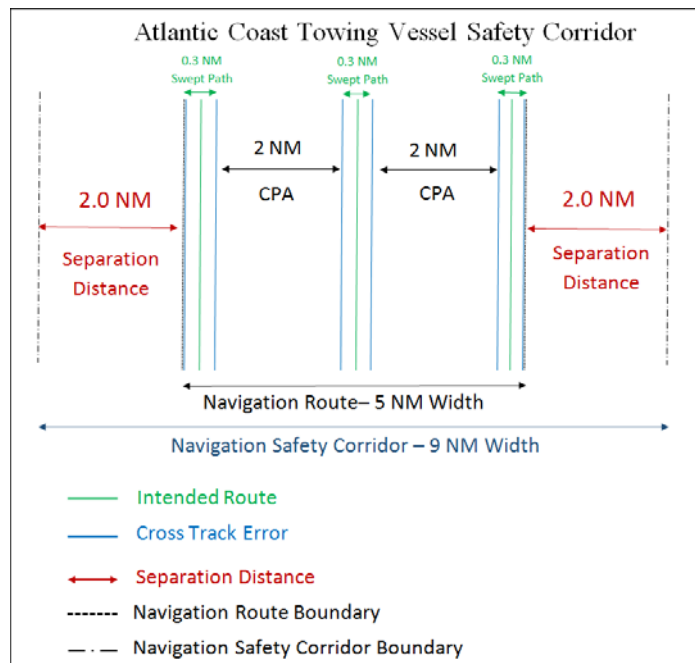 Atlantic Coast Towing Vessel Safety Corridor
0.3 NM
Swept Path
0.3 NM
Swept Path
0.3 NM
Swept Path
2 NM
CPA
2 NM
CPA
2.0 NM
Separation
Distance
2.0 NM
Separation
Distance
Navigation Route– 5 NM Width
Navigation Safety Corridor – 9 NM Width
Intended Route
Cross Track Error
Separation Distance
Navigation Route Boundary
Navigation Safety Corridor Boundary